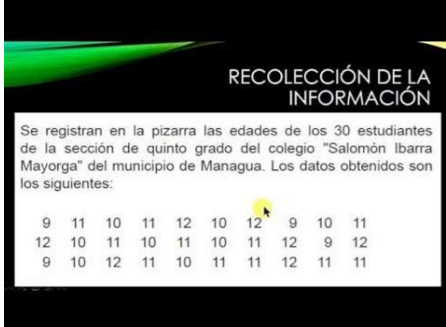 RECOLECCIÓN DE LA
INFORMACIÓN
Se registran en la pizarra las edades de los 30 estudiantes
de la sección de quinto grado del colegio "Salomón Ibarra
Mayorga" del municipio de Managua. Los datos obtenidos son
los siguientes:
9 11 10 11 12 10 12 9 10 11
12 10 11 10 11 10 11 12 9 12
9 10 12 11 10 11 11 12 11 11